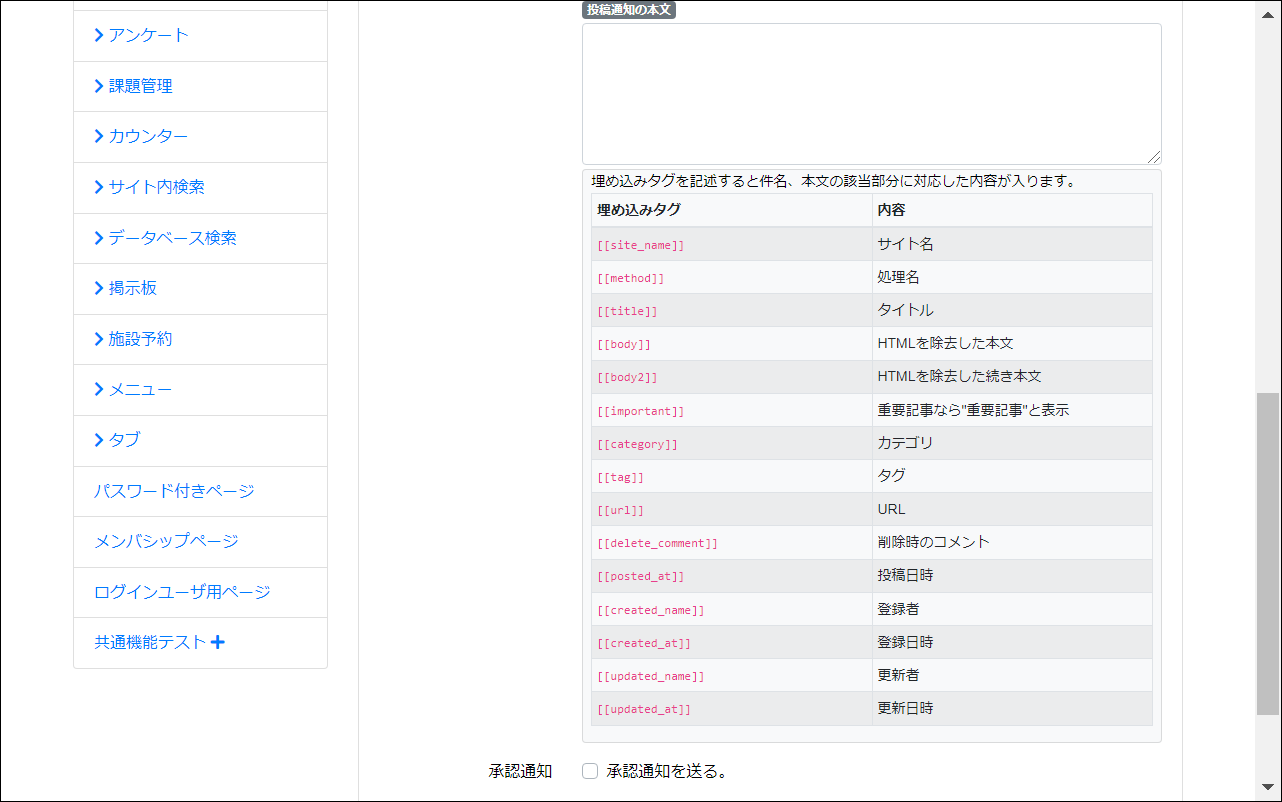 アンケート
課題管理
カウンター
サイト内検索
データベース検索
掲示板
施設予約
メニュー
タブ
パスワード付きページ
メンバシップページ
ログインユーザ用ページ
共通機能テスト
投稿通知の本文
埋め込みタグを記述すると件名、本文の該当部分に対応した内容が入ります。
埋め込みタグ 内容
[[site_name]] サイト名
[[method]] 処理名
[[title]] タイトル
[[body]] HTMLを除去した本文
[[body2]] HTMLを除去した続き本文
[[important]] 重要記事なら"重要記事"と表示
[[category]] カテゴリ
[[tag]] タグ
[[url]] URL
[[delete_comment]] 削除時のコメント
[[posted_at]] 投稿日時
[[created_name]] 登録者
[[created_at]] 登録日時
[[updated_name]] 更新者
[[updated_at]] 更新日時
承認通知 承認通知を送る。